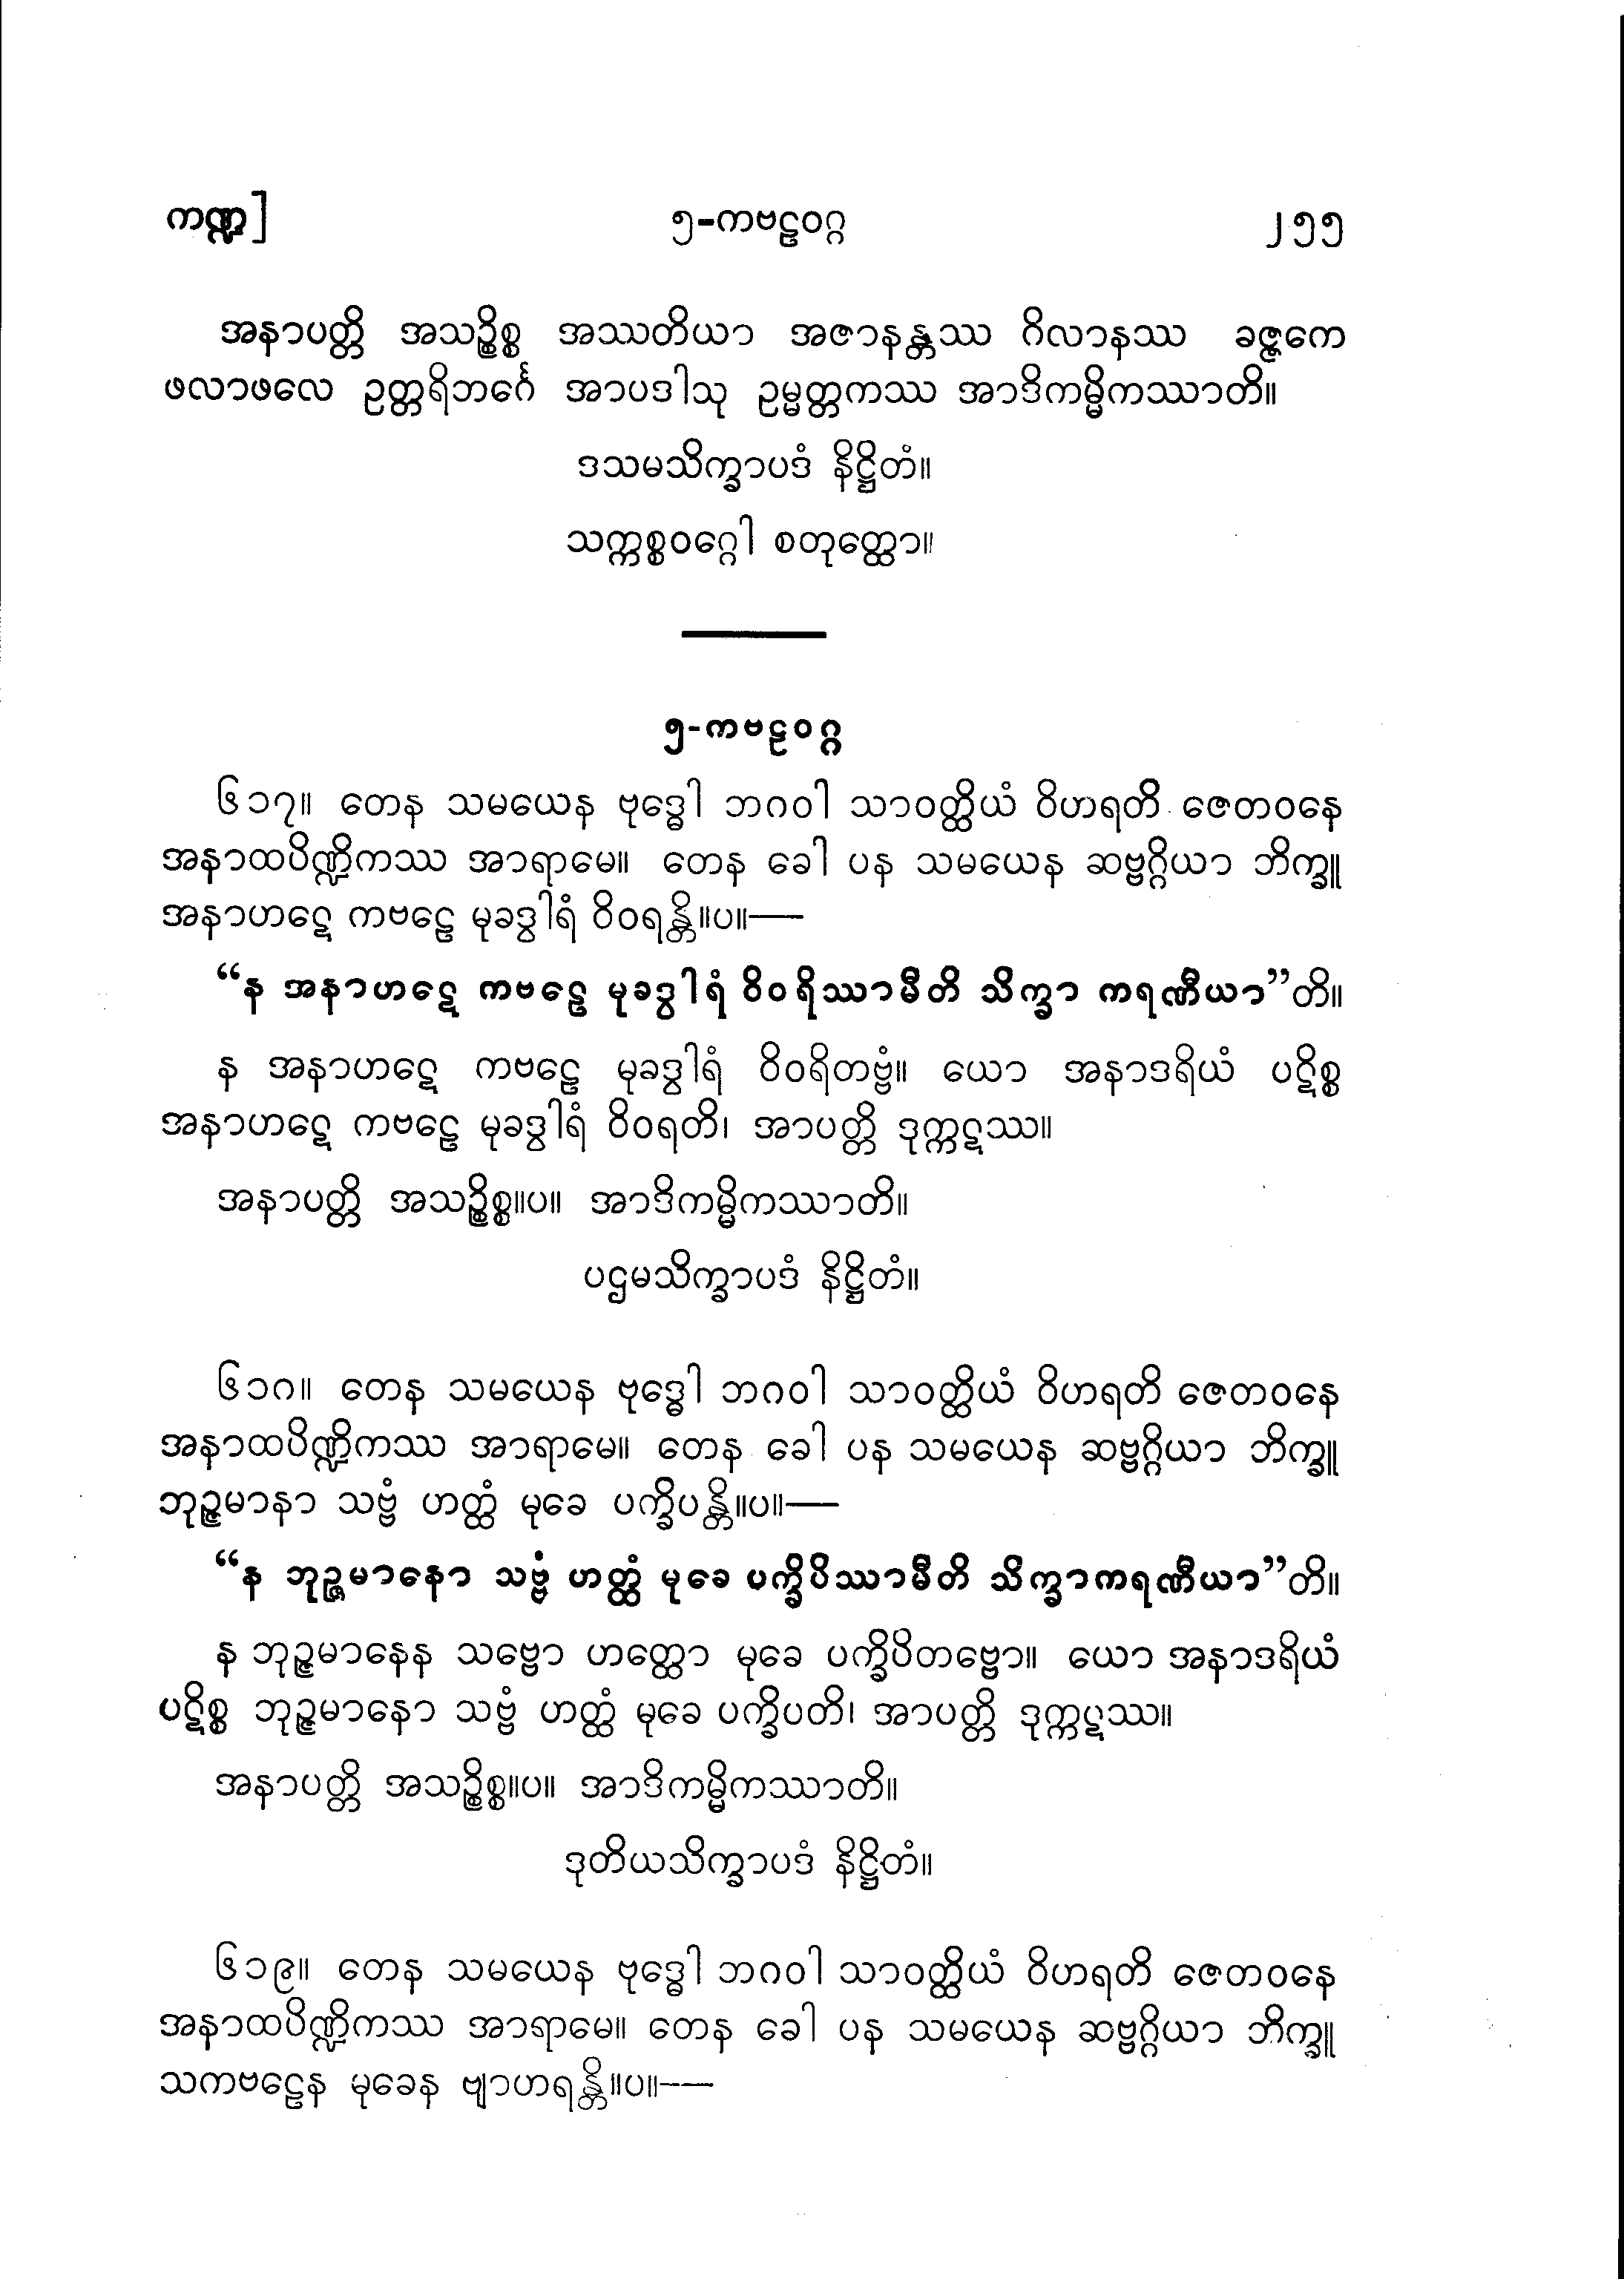 ကဏ္ဍ]
၅-ကဗဠဝဂ္ဂ
၂၅၅
အနာပတ္တိ အသဉ္စိစ္စ အဿတိယာ အဇာနန္တဿ ဂိလာနဿ ခဇ္ဇကေ
ဖလာဖလေ ဥတ္တရိဘင်္ဂေ အာပဒါသု ဥမ္မတ္တကဿ အာဒိကမ္မိကဿာတိ။
ဒသမသိက္ခာပဒံ နိဋ္ဌိတံ။
သက္ကစ္စဝဂ္ဂေါ စတုတ္ထော။
၅-ကဗဠဝဂ္ဂ
၆၁၇။ တေန သမယေန ဗုဒ္ဓေါ ဘဂဝါ သာဝတ္ထိယံ ဝိဟရတိ ဇေတဝနေ
အနာထပိဏ္ဍိကဿ အာရာမေ။ တေန ခေါ ပန သမယေန ဆဗ္ဗဂ္ဂိယာ ဘိက္ခူ
အနာဟဋေ ကဗဠေ မုခဒွါရံ ဝိဝရန္တိ။ပ။—
“န အနာဟဋေ ကဗဠေ မုခဒွါရံ ဝိဝရိဿာမီတိ သိက္ခာ ကရဏီယာ”တိ။
န အနာဟဋေ ကဗဠေ မုခဒွါရံ ဝိဝရိတဗ္ဗံ။ ယော အနာဒရိယံ ပဋိစ္စ
အနာဟဋေ ကဗဠေ မုခဒွါရံ ဝိဝရတိ၊ အာပတ္တိ ဒုက္ကဋဿ။
အနာပတ္တိ အသဉ္စိစ္စ။ပ။ အာဒိကမ္မိကဿာတိ။
ပဌမသိက္ခာပဒံ နိဋ္ဌိတံ။
၆၁ဂ။ တေန သမယေန ဗုဒ္ဓေါ ဘဂဝါ သာဝတ္ထိယံ ဝိဟရတိ ဇေတဝနေ
အနာထပိဏ္ဍိကဿ အာရာမေ။ တေန ခေါ ပန သမယေန ဆဗ္ဗဂ္ဂိယာ ဘိက္ခူ
ဘုဉ္ဇမာနာ သဗ္ဗံ ဟတ္ထံ မုခေ ပက္ခိပန္တိ။ပ။—
“န ဘုဉ္ဇမာနော သဗ္ဗံ ဟတ္ထံ မုခေ ပက္ခိပိဿာမီတိ သိက္ခာကရဏီယာ”တိ။
န ဘုဉ္ဇမာနေန သဗ္ဗော ဟတ္ထော မုခေ ပက္ခိပိတဗ္ဗော။ ယော အနာဒရိယံ
ပဋိစ္စ ဘုဉ္ဇမာနော သဗ္ဗံ ဟတ္ထံ မုခေ ပက္ခိပတိ၊ အာပတ္တိ ဒုက္ကဋဿ။
အနာပတ္တိ အသဉ္စိစ္စ။ပ။ အာဒိကမ္မိကဿာတိ။
ဒုတိယသိက္ခာပဒံ နိဋ္ဌိတံ။
၆၁၉။ တေန သမယေန ဗုဒ္ဓေါ ဘဂဝါ သာဝတ္ထိယံ ဝိဟရတိ ဇေတဝနေ
အနာထပိဏ္ဍိကဿ အာရာမေ။ တေန ခေါ ပန သမယေန ဆဗ္ဗဂ္ဂိယာ ဘိက္ခူ
သကဗဠေန မုခေန ဗျာဟရန္တိ။ပ။—